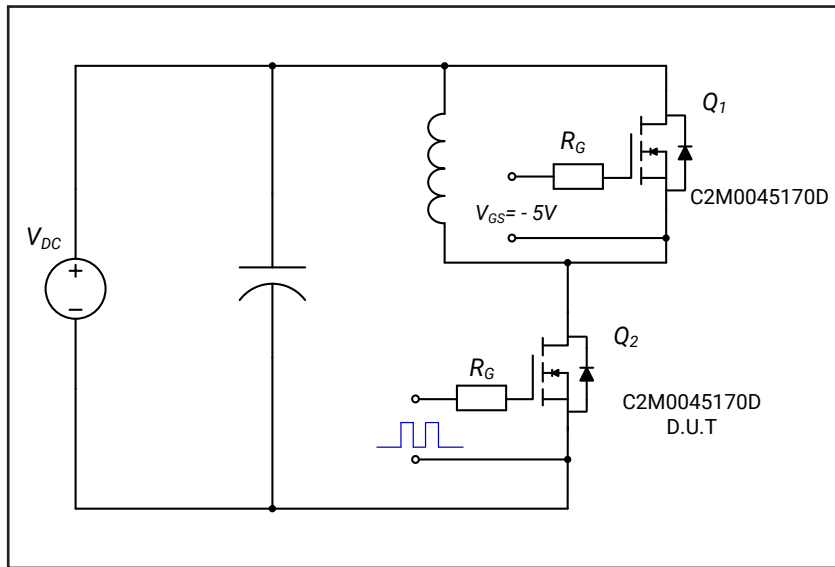 Q1
RG
C2M0045170D
VGS= - 5V
VDC
+
−
Q2
RG
C2M0045170D
D.U.T